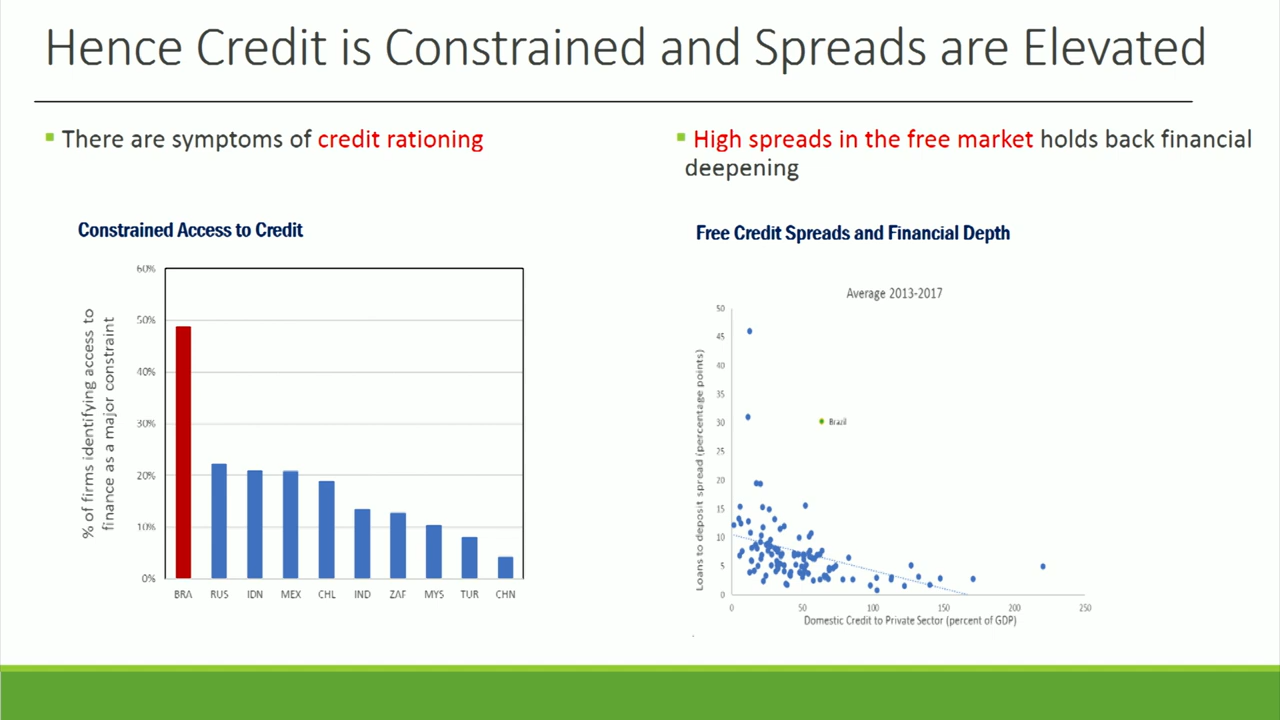 Hence Credit is Constrained and Spreads are Elevated
There are symptoms of credit rationing
High spreads in the free market holds back financial
deepening
Constrained Access to Credit
% of firms identifying access to
finance as a major constraint
60%
50%
40%
30%
20%
10%
0%
BRA RUS IDN MEX CHL IND ZAF MYS TUR CHN
Free Credit Spreads and Financial Depth
Average 2013-2017
Loans to deposit spread (percentage points)
50
45
40
35
30
25
20
15
10
5
0
Brazil
0 50 100 150 200 250
Domestic Credit to Private Sector (percent of GDP)